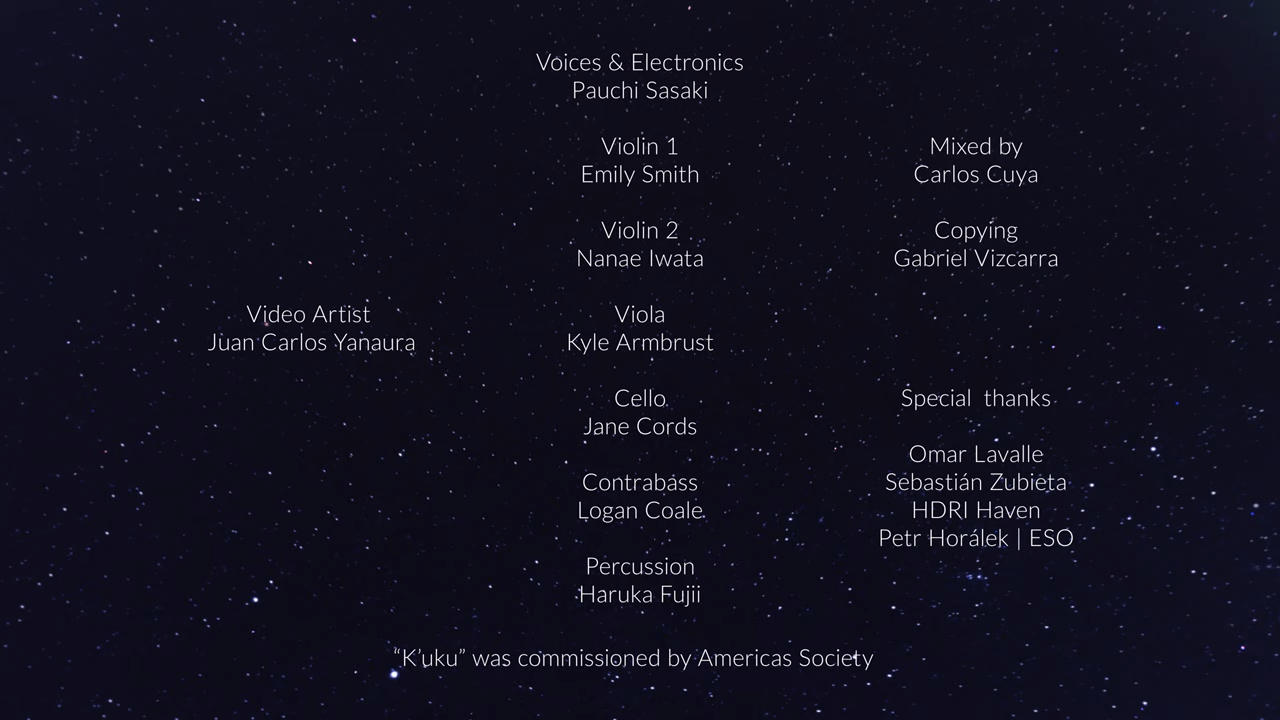 Video Artist
Juan Carlos Yanaura
Voices & Electronics
Pauchi Sasaki
Violin 1
Emily Smith
Violin 2
Nanae Iwata
Viola
Kyle Armbrust
Cello
Jane Cords
Contrabass
Logan Coale
Percussion
Haruka Fujii
Mixed by
Carlos Cuya
Copying
Gabriel Vizcarra
Special thanks
Omar Lavalle
Sebastián Zubieta
HDRI Haven
Petr Horálek | ESO
“K’uku” was commissioned by Americas Society